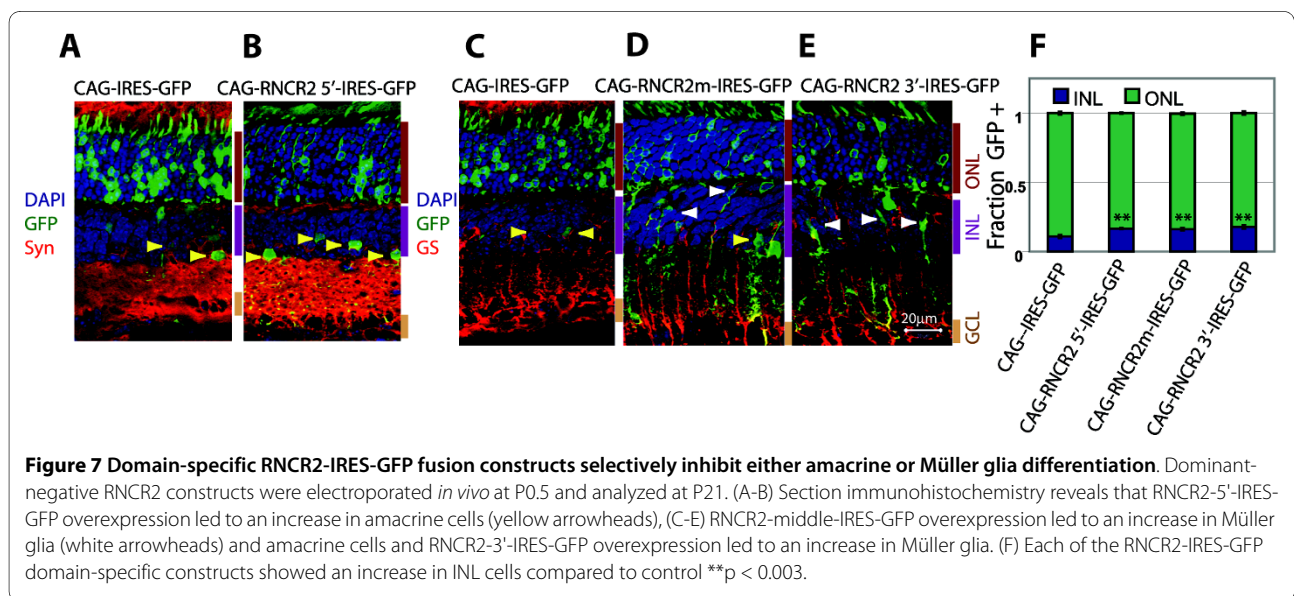 A B C D E F
CAG-IRES-GFP
CAG-RNCR2 5′-IRES-GFP
CAG-IRES-GFP
CAG-RNCR2m-IRES-GFP
CAG-RNCR2 3′-IRES-GFP
DAPI
GFP
Syn
DAPI
GFP
GS
ONL
INL
GCL
20µm
INL ONL
Fraction GFP +
1
0.5
0
** ** **
CAG--IRES-GFP
CAG-RNCR2 5′-IRES-GFP
CAG-RNCR2m-IRES-GFP
CAG-RNCR2 3′-IRES-GFP
Figure 7 Domain-specific RNCR2-IRES-GFP fusion constructs selectively inhibit either amacrine or Müller glia differentiation. Dominant-
negative RNCR2 constructs were electroporated in vivo at P0.5 and analyzed at P21. (A-B) Section immunohistochemistry reveals that RNCR2-5'-IRES-
GFP overexpression led to an increase in amacrine cells (yellow arrowheads), (C-E) RNCR2-middle-IRES-GFP overexpression led to an increase in Müller
glia (white arrowheads) and amacrine cells and RNCR2-3'-IRES-GFP overexpression led to an increase in Müller glia. (F) Each of the RNCR2-IRES-GFP
domain-specific constructs showed an increase in INL cells compared to control **p < 0.003.